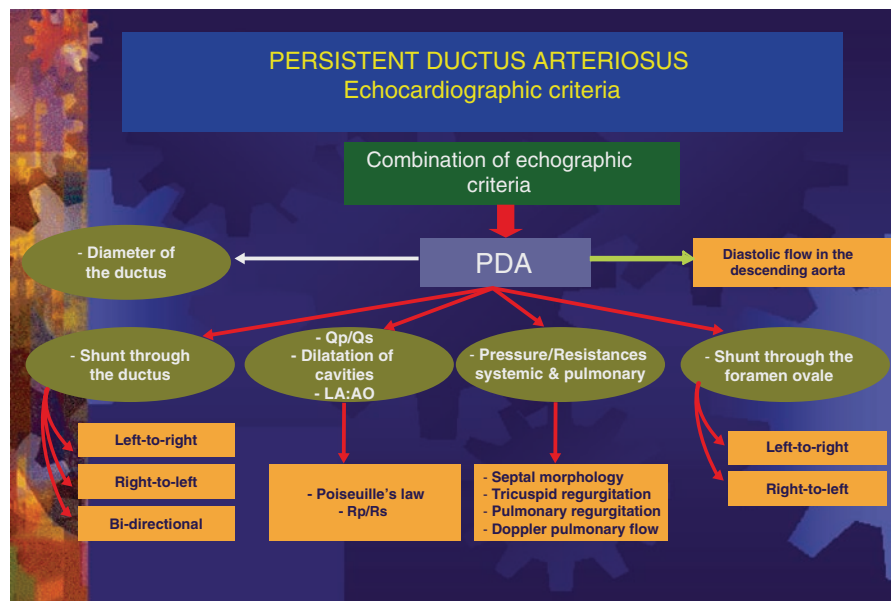 PERSISTENT DUCTUS ARTERIOSUS
Echocardiographic criteria
Combination of echographic
criteria
- Diameter of
the ductus
PDA
Diastolic flow in the
descending aorta
- Shunt through
the ductus
- Qp/Qs
- Dilatation of
cavities
- LA:AO
- Pressure/Resistances
systemic & pulmonary
- Shunt through the
foramen ovale
Left-to-right
Right-to-left
Bi-directional
- Poiseuille's law
- Rp/Rs
- Septal morphology
- Tricuspid regurgitation
- Pulmonary regurgitation
- Doppler pulmonary flow
Left-to-right
Right-to-left